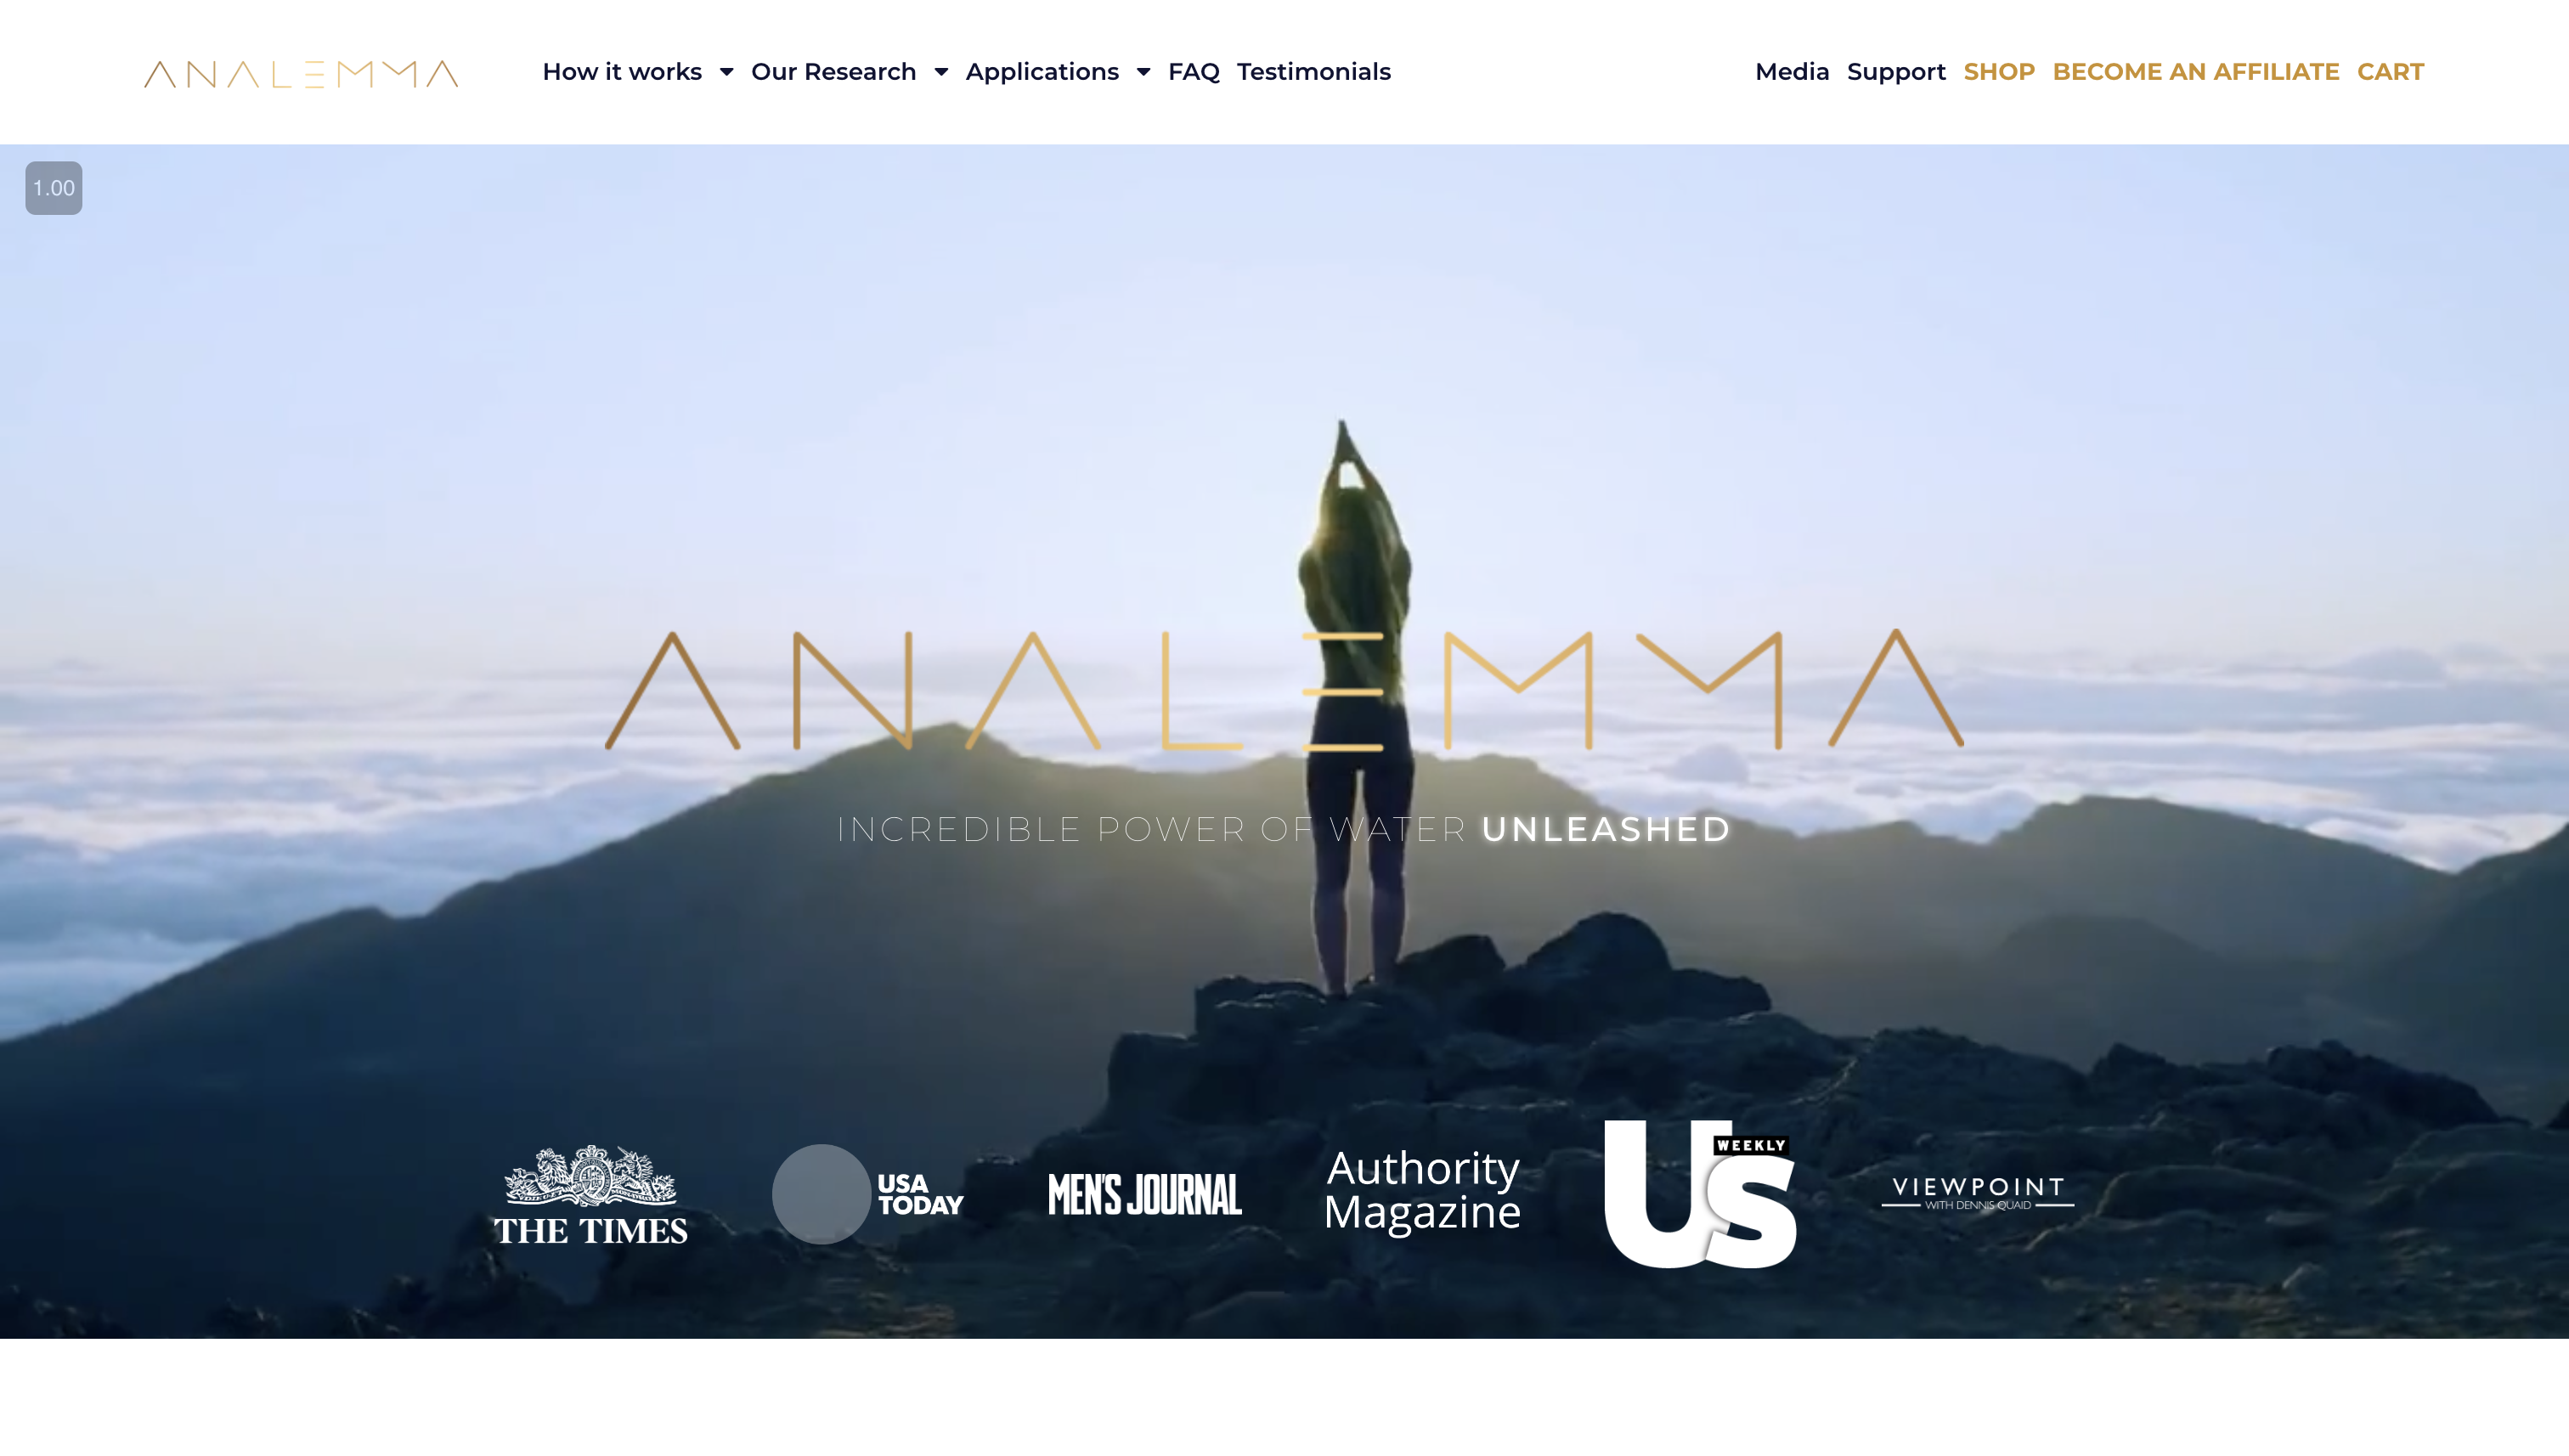 ANALEMMA
How it works
Our Research
Applications
FAQ
Testimonials
Media
Support
SHOP
BECOME AN AFFILIATE
CART
1.00
ANALEMMA
INCREDIBLE POWER OF WATER UNLEASHED
THE TIMES
USA
TODAY
MEN'S JOURNAL
Authority
Magazine
Us
WEEKLY
VIEWPOINT
WITH DENNIS QUAID